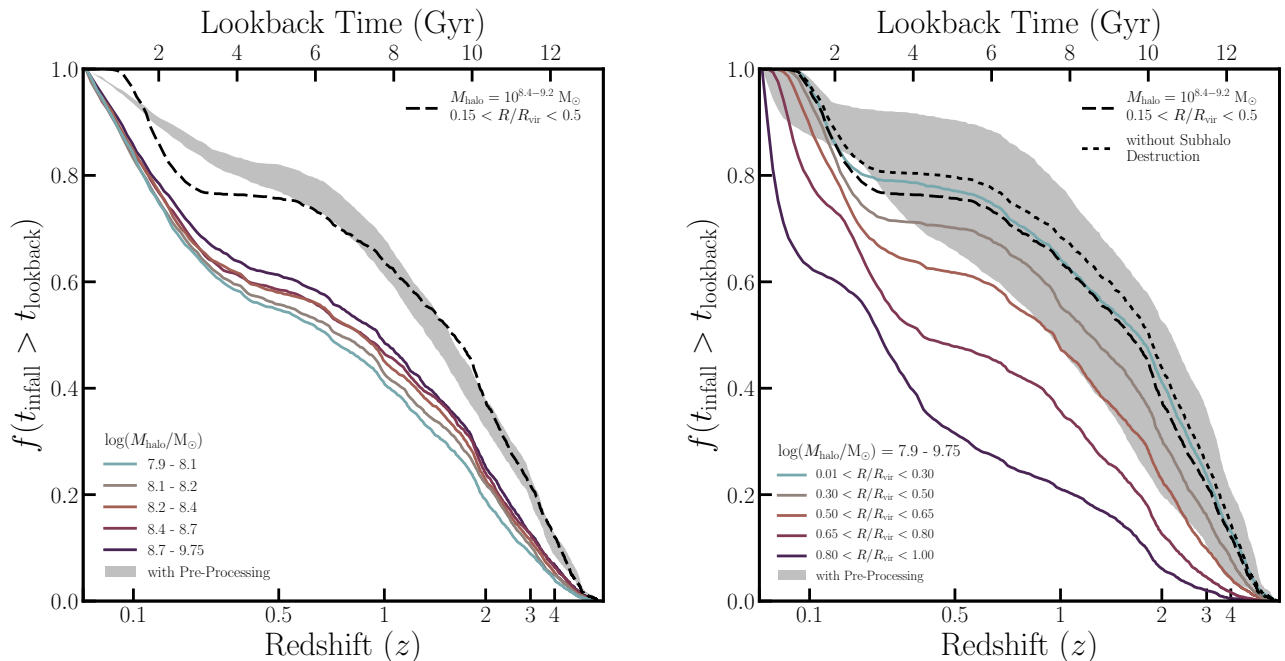 Lookback Time (Gyr)
2 4 6 8 10 12
1.0
0.8
0.6
0.4
0.2
0.0
f(t_infall > t_lookback)
M_halo = 10^8.4−9.2 M_⊙
0.15 < R/R_vir < 0.5
log(M_halo/M_⊙)
7.9 - 8.1
8.1 - 8.2
8.2 - 8.4
8.4 - 8.7
8.7 - 9.75
with Pre-Processing
0.1 0.5 1 2 3 4
Redshift (z)
Lookback Time (Gyr)
2 4 6 8 10 12
1.0
0.8
0.6
0.4
0.2
0.0
f(t_infall > t_lookback)
M_halo = 10^8.4−9.2 M_⊙
0.15 < R/R_vir < 0.5
without Subhalo
Destruction
log(M_halo/M_⊙) = 7.9 - 9.75
0.01 < R/R_vir < 0.30
0.30 < R/R_vir < 0.50
0.50 < R/R_vir < 0.65
0.65 < R/R_vir < 0.80
0.80 < R/R_vir < 1.00
with Pre-Processing
0.1 0.5 1 2 3 4
Redshift (z)